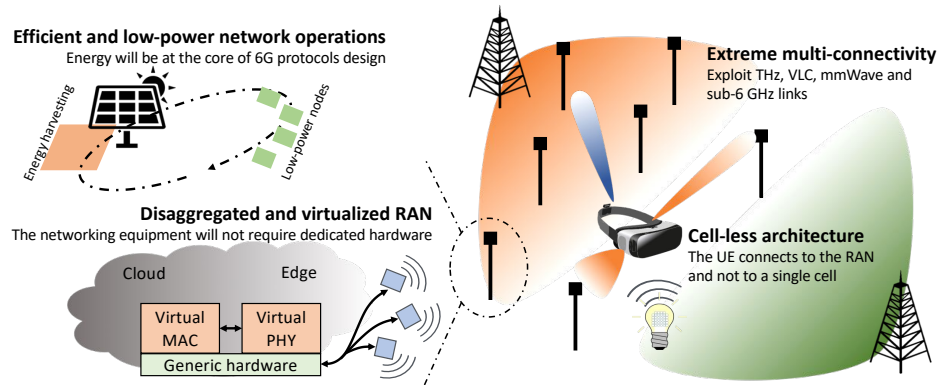 Efficient and low-power network operations
Energy will be at the core of 6G protocols design
Energy harvesting
Low-power nodes
Disaggregated and virtualized RAN
The networking equipment will not require dedicated hardware
Cloud
Edge
Virtual
MAC
Virtual
PHY
Generic hardware
Extreme multi-connectivity
Exploit THz, VLC, mmWave and
sub-6 GHz links
Cell-less architecture
The UE connects to the RAN
and not to a single cell